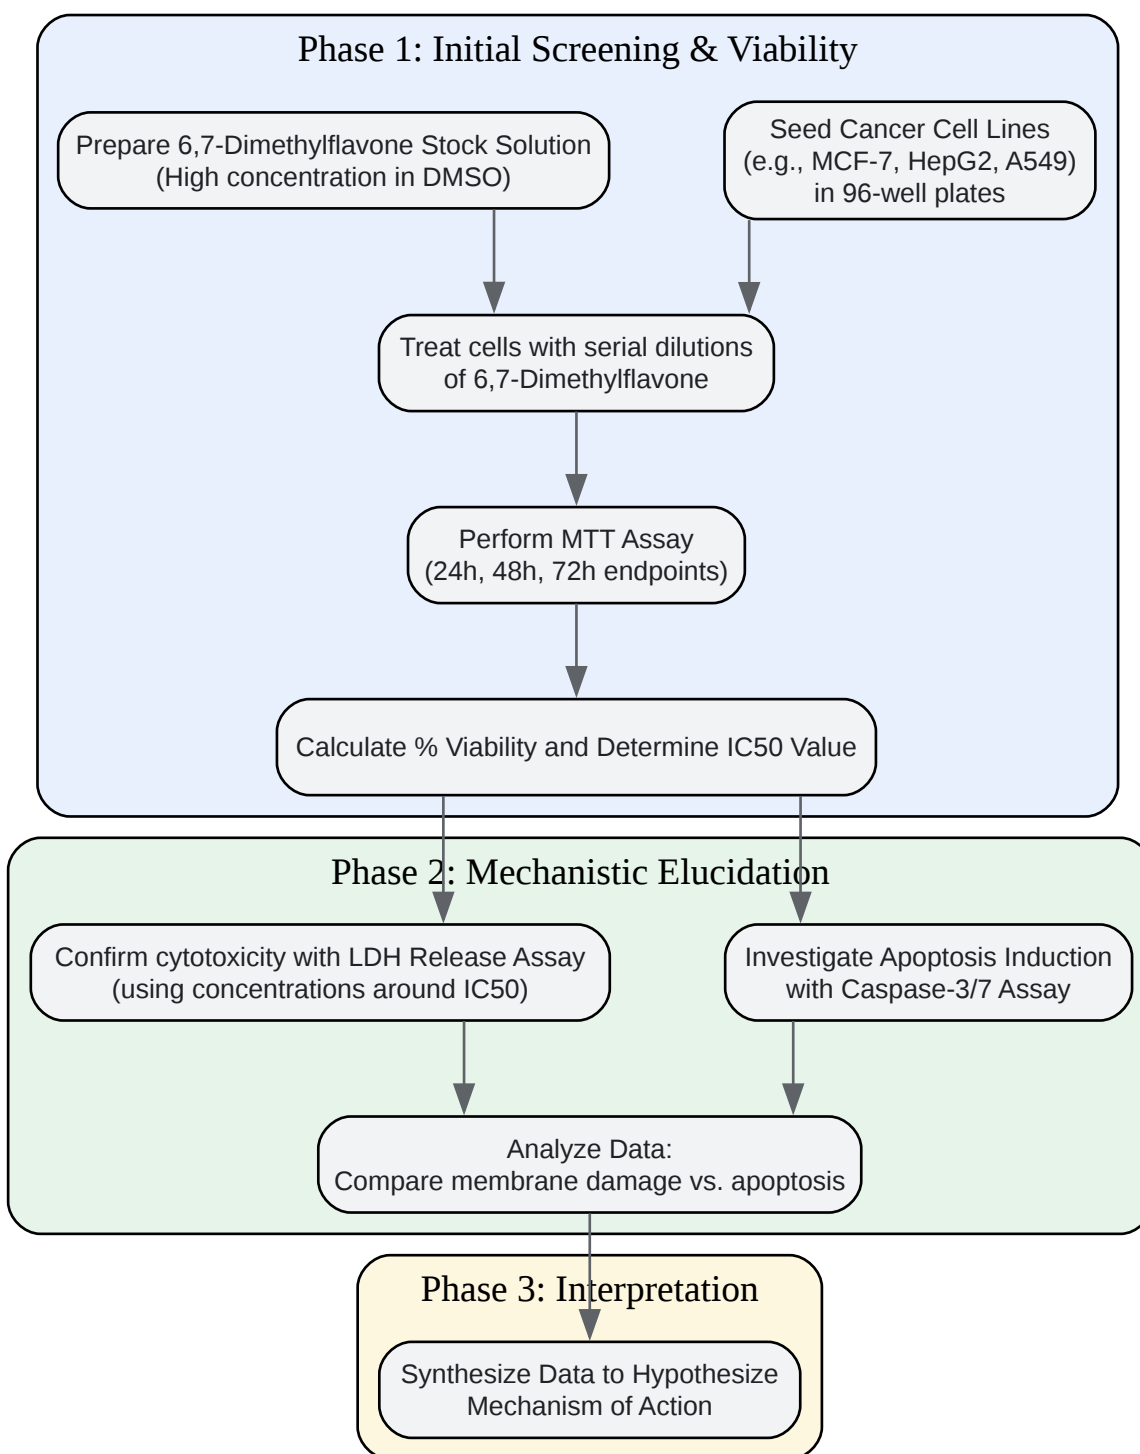 Phase 1: Initial Screening & Viability
Prepare 6,7-Dimethylflavone Stock Solution
(High concentration in DMSO)
Seed Cancer Cell Lines
(e.g., MCF-7, HepG2, A549)
in 96-well plates
Treat cells with serial dilutions
of 6,7-Dimethylflavone
Perform MTT Assay
(24h, 48h, 72h endpoints)
Calculate % Viability and Determine IC50 Value
Phase 2: Mechanistic Elucidation
Confirm cytotoxicity with LDH Release Assay
(using concentrations around IC50)
Investigate Apoptosis Induction
with Caspase-3/7 Assay
Analyze Data:
Compare membrane damage vs. apoptosis
Phase 3: Interpretation
Synthesize Data to Hypothesize
Mechanism of Action